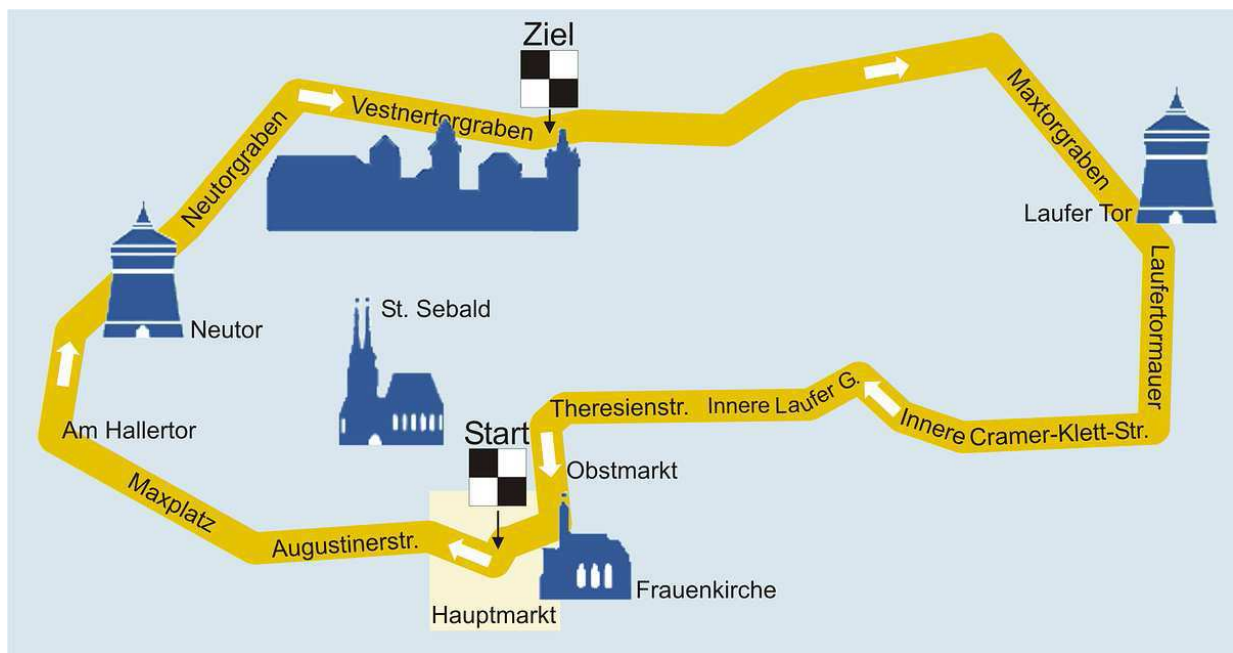 Ziel
Vestnertorgraben
Neutorgraben
Maxtorgraben
Laufer Tor
Laufertormauer
Neutor
St. Sebald
Theresienstr.
Innere Laufer G.
Innere Cramer-Klett-Str.
Am Hallertor
Start
Obstmarkt
Maxplatz
Augustinerstr.
Frauenkirche
Hauptmarkt